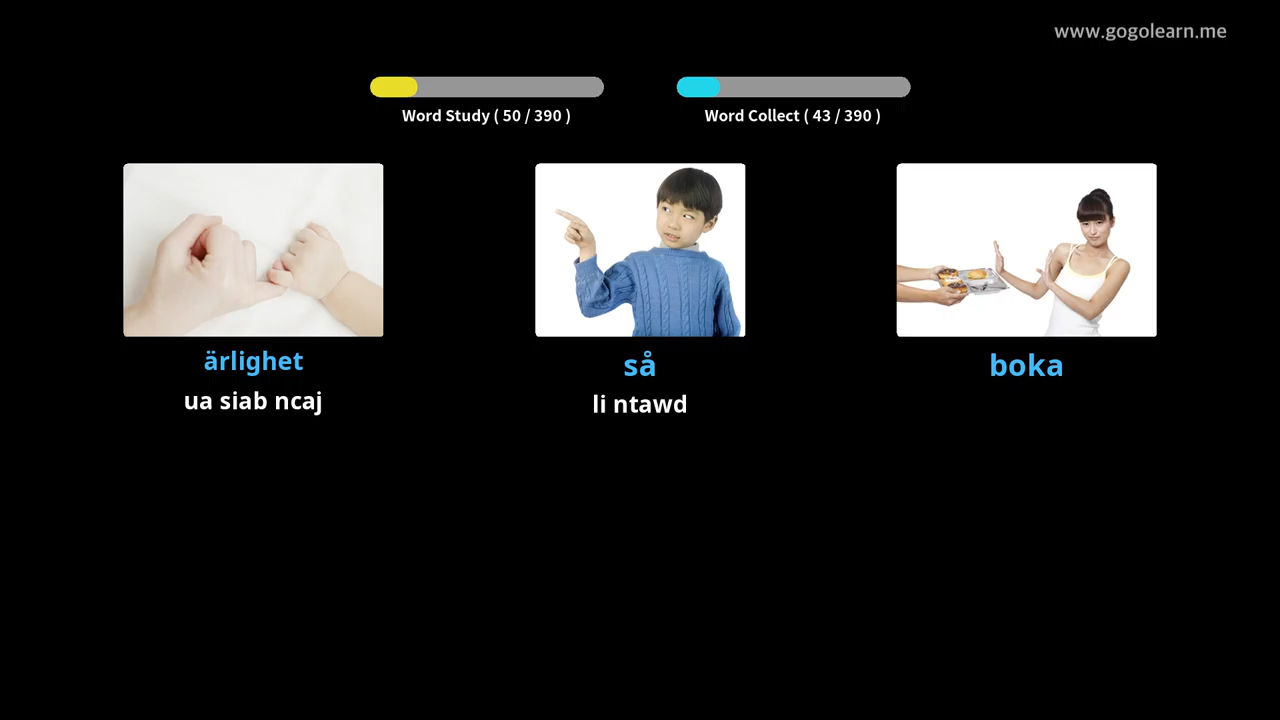 www.gogolearn.me
Word Study ( 50 / 390 )
Word Collect ( 43 / 390 )
ärlighet
ua siab ncaj
så
li ntawd
boka